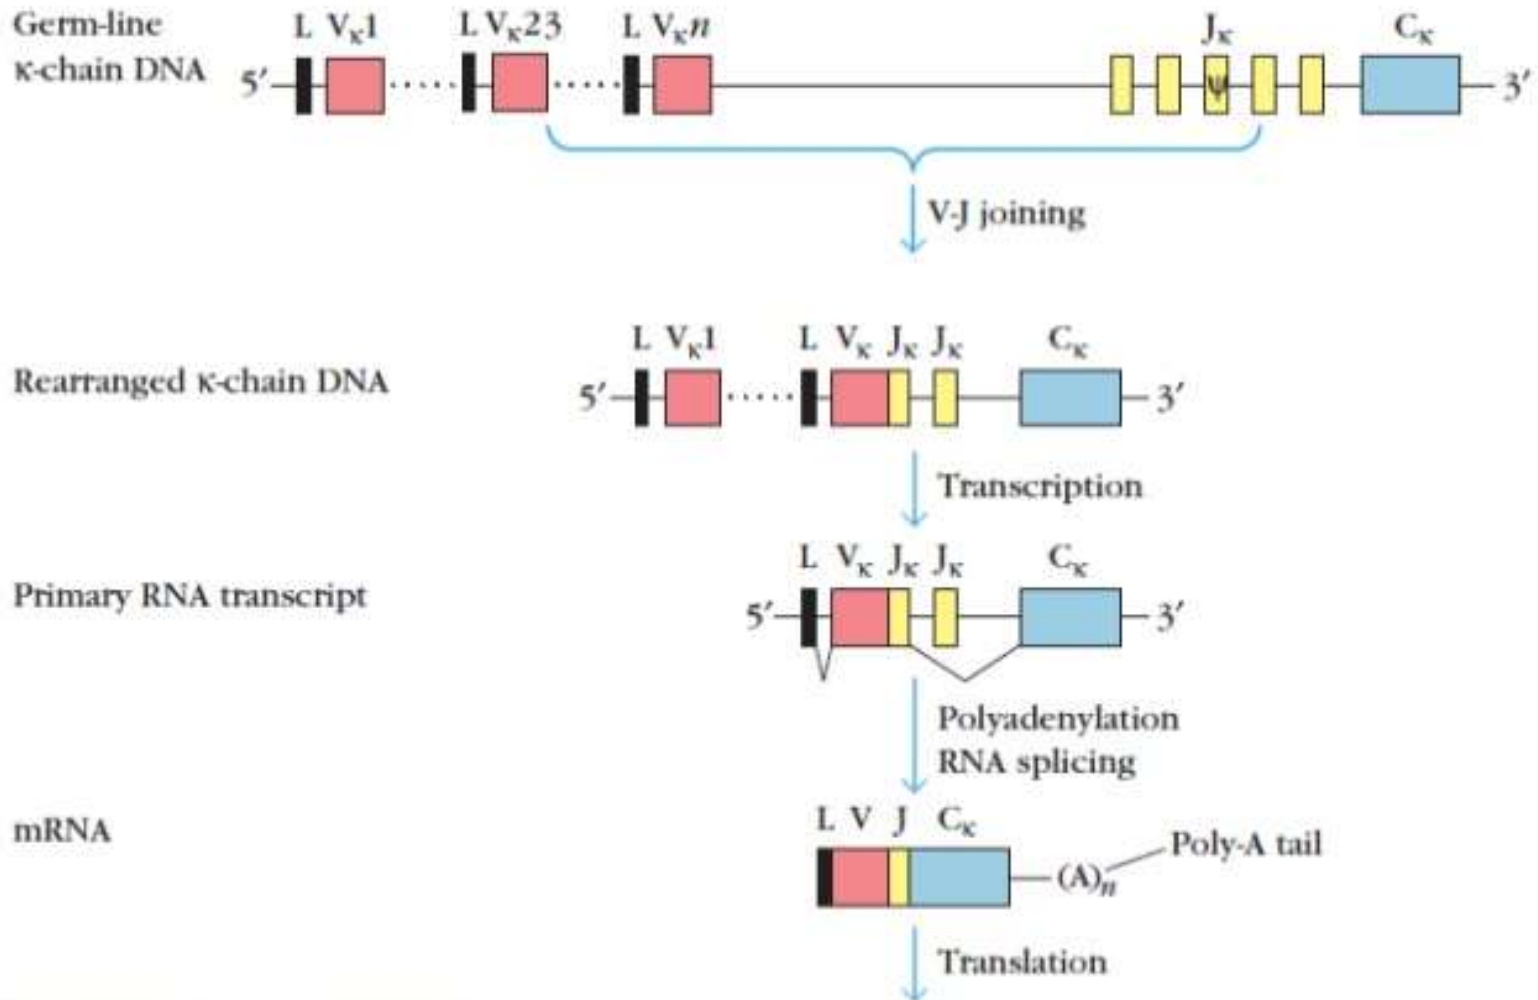 Germ-line
κ-chain DNA
L Vκ1 L Vκ23 L Vκn Jκ Cκ
5′ ψ 3′
V-J joining
L Vκ1 L Vκ Jκ Jκ Cκ
Rearranged κ-chain DNA
5′ 3′
Transcription
L Vκ Jκ Jκ Cκ
Primary RNA transcript
5′ 3′
Polyadenylation
RNA splicing
mRNA
L V J Cκ
Poly-A tail
(A)n
Translation